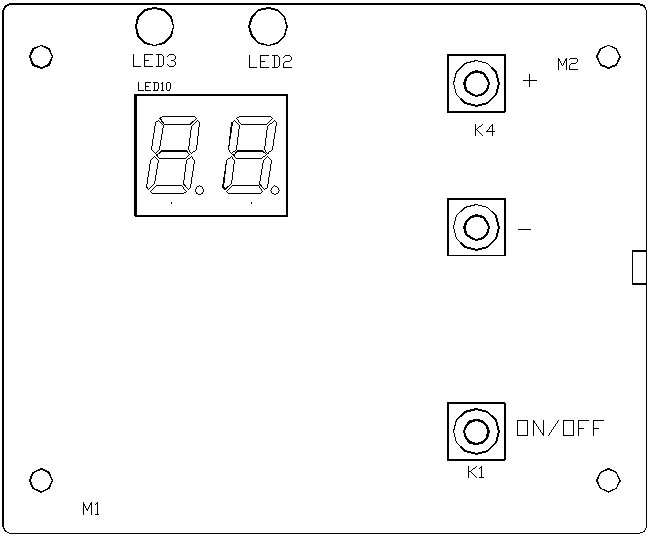 LED3
LED2
LED10
M2
+
K4
-
ON/OFF
K1
M1